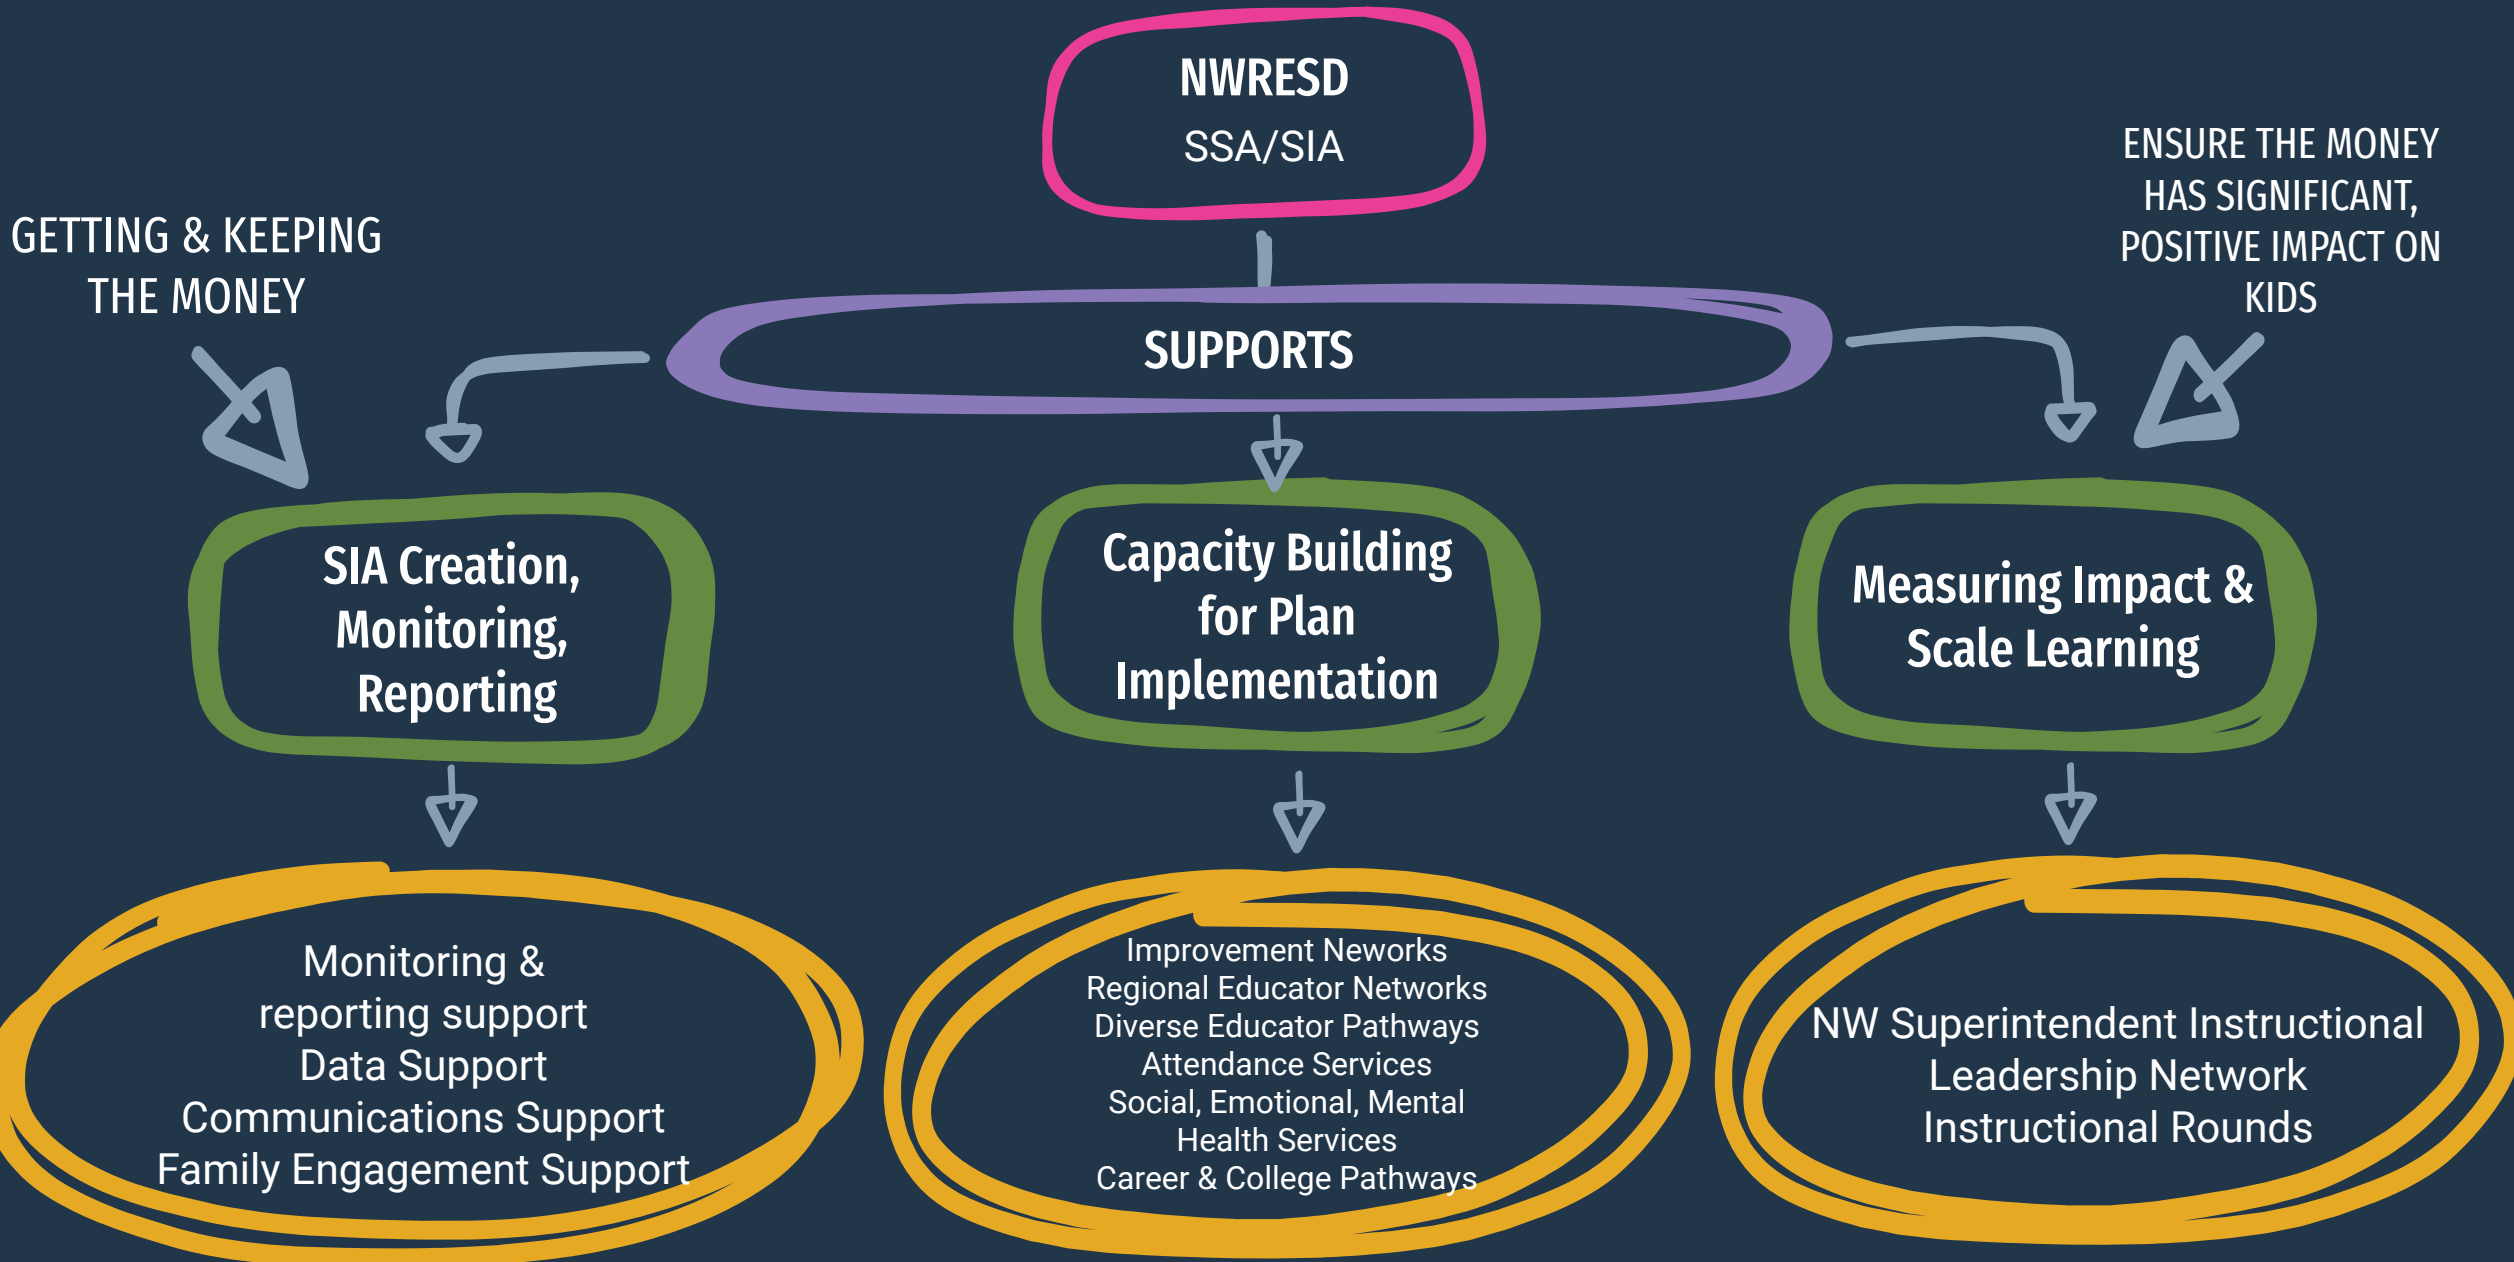 NWRESD
SSA/SIA
GETTING & KEEPING
THE MONEY
ENSURE THE MONEY
HAS SIGNIFICANT,
POSITIVE IMPACT ON
KIDS
SUPPORTS
SIA Creation,
Monitoring,
Reporting
Capacity Building
for Plan
Implementation
Measuring Impact &
Scale Learning
Monitoring &
reporting support
Data Support
Communications Support
Family Engagement Support
Improvement Neworks
Regional Educator Networks
Diverse Educator Pathways
Attendance Services
Social, Emotional, Mental
Health Services
Career & College Pathways
NW Superintendent Instructional
Leadership Network
Instructional Rounds